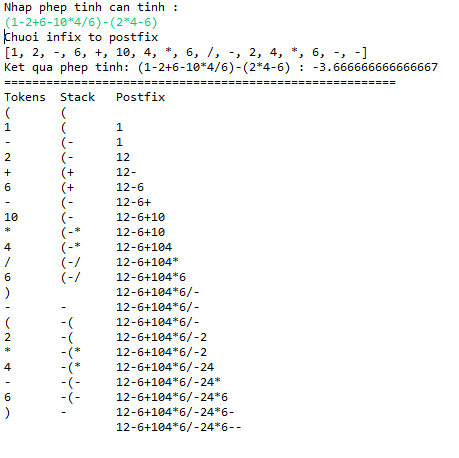 Nhap phep tinh can tinh :
(1-2+6-10*4/6)-(2*4-6)
Chuoi infix to postfix
[1, 2, -, 6, +, 10, 4, *, 6, /, -, 2, 4, *, 6, -, -]
Ket qua phep tinh: (1-2+6-10*4/6)-(2*4-6) : -3.666666666666667
========================================================
Tokens  Stack   Postfix
(       (
1       (       1
-       (-      1
2       (-      12
+       (+      12-
6       (+      12-6
-       (-      12-6+
10      (-      12-6+10
*       (-*     12-6+10
4       (-*     12-6+104
/       (-/     12-6+104*
6       (-/     12-6+104*6
)               12-6+104*6/-
-       -       12-6+104*6/-
(       -(      12-6+104*6/-
2       -(      12-6+104*6/-2
*       -(*     12-6+104*6/-2
4       -(*     12-6+104*6/-24
-       -(-     12-6+104*6/-24*
6       -(-     12-6+104*6/-24*6
)       -       12-6+104*6/-24*6-
                12-6+104*6/-24*6--